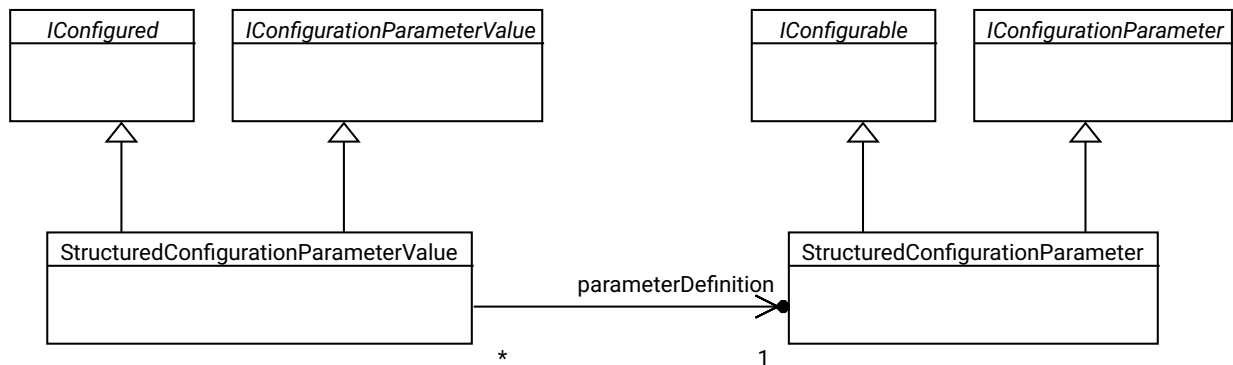 IConfigured
IConfigurationParameterValue
IConfigurable
IConfigurationParameter
StructuredConfigurationParameterValue
StructuredConfigurationParameter
parameterDefinition
*
1